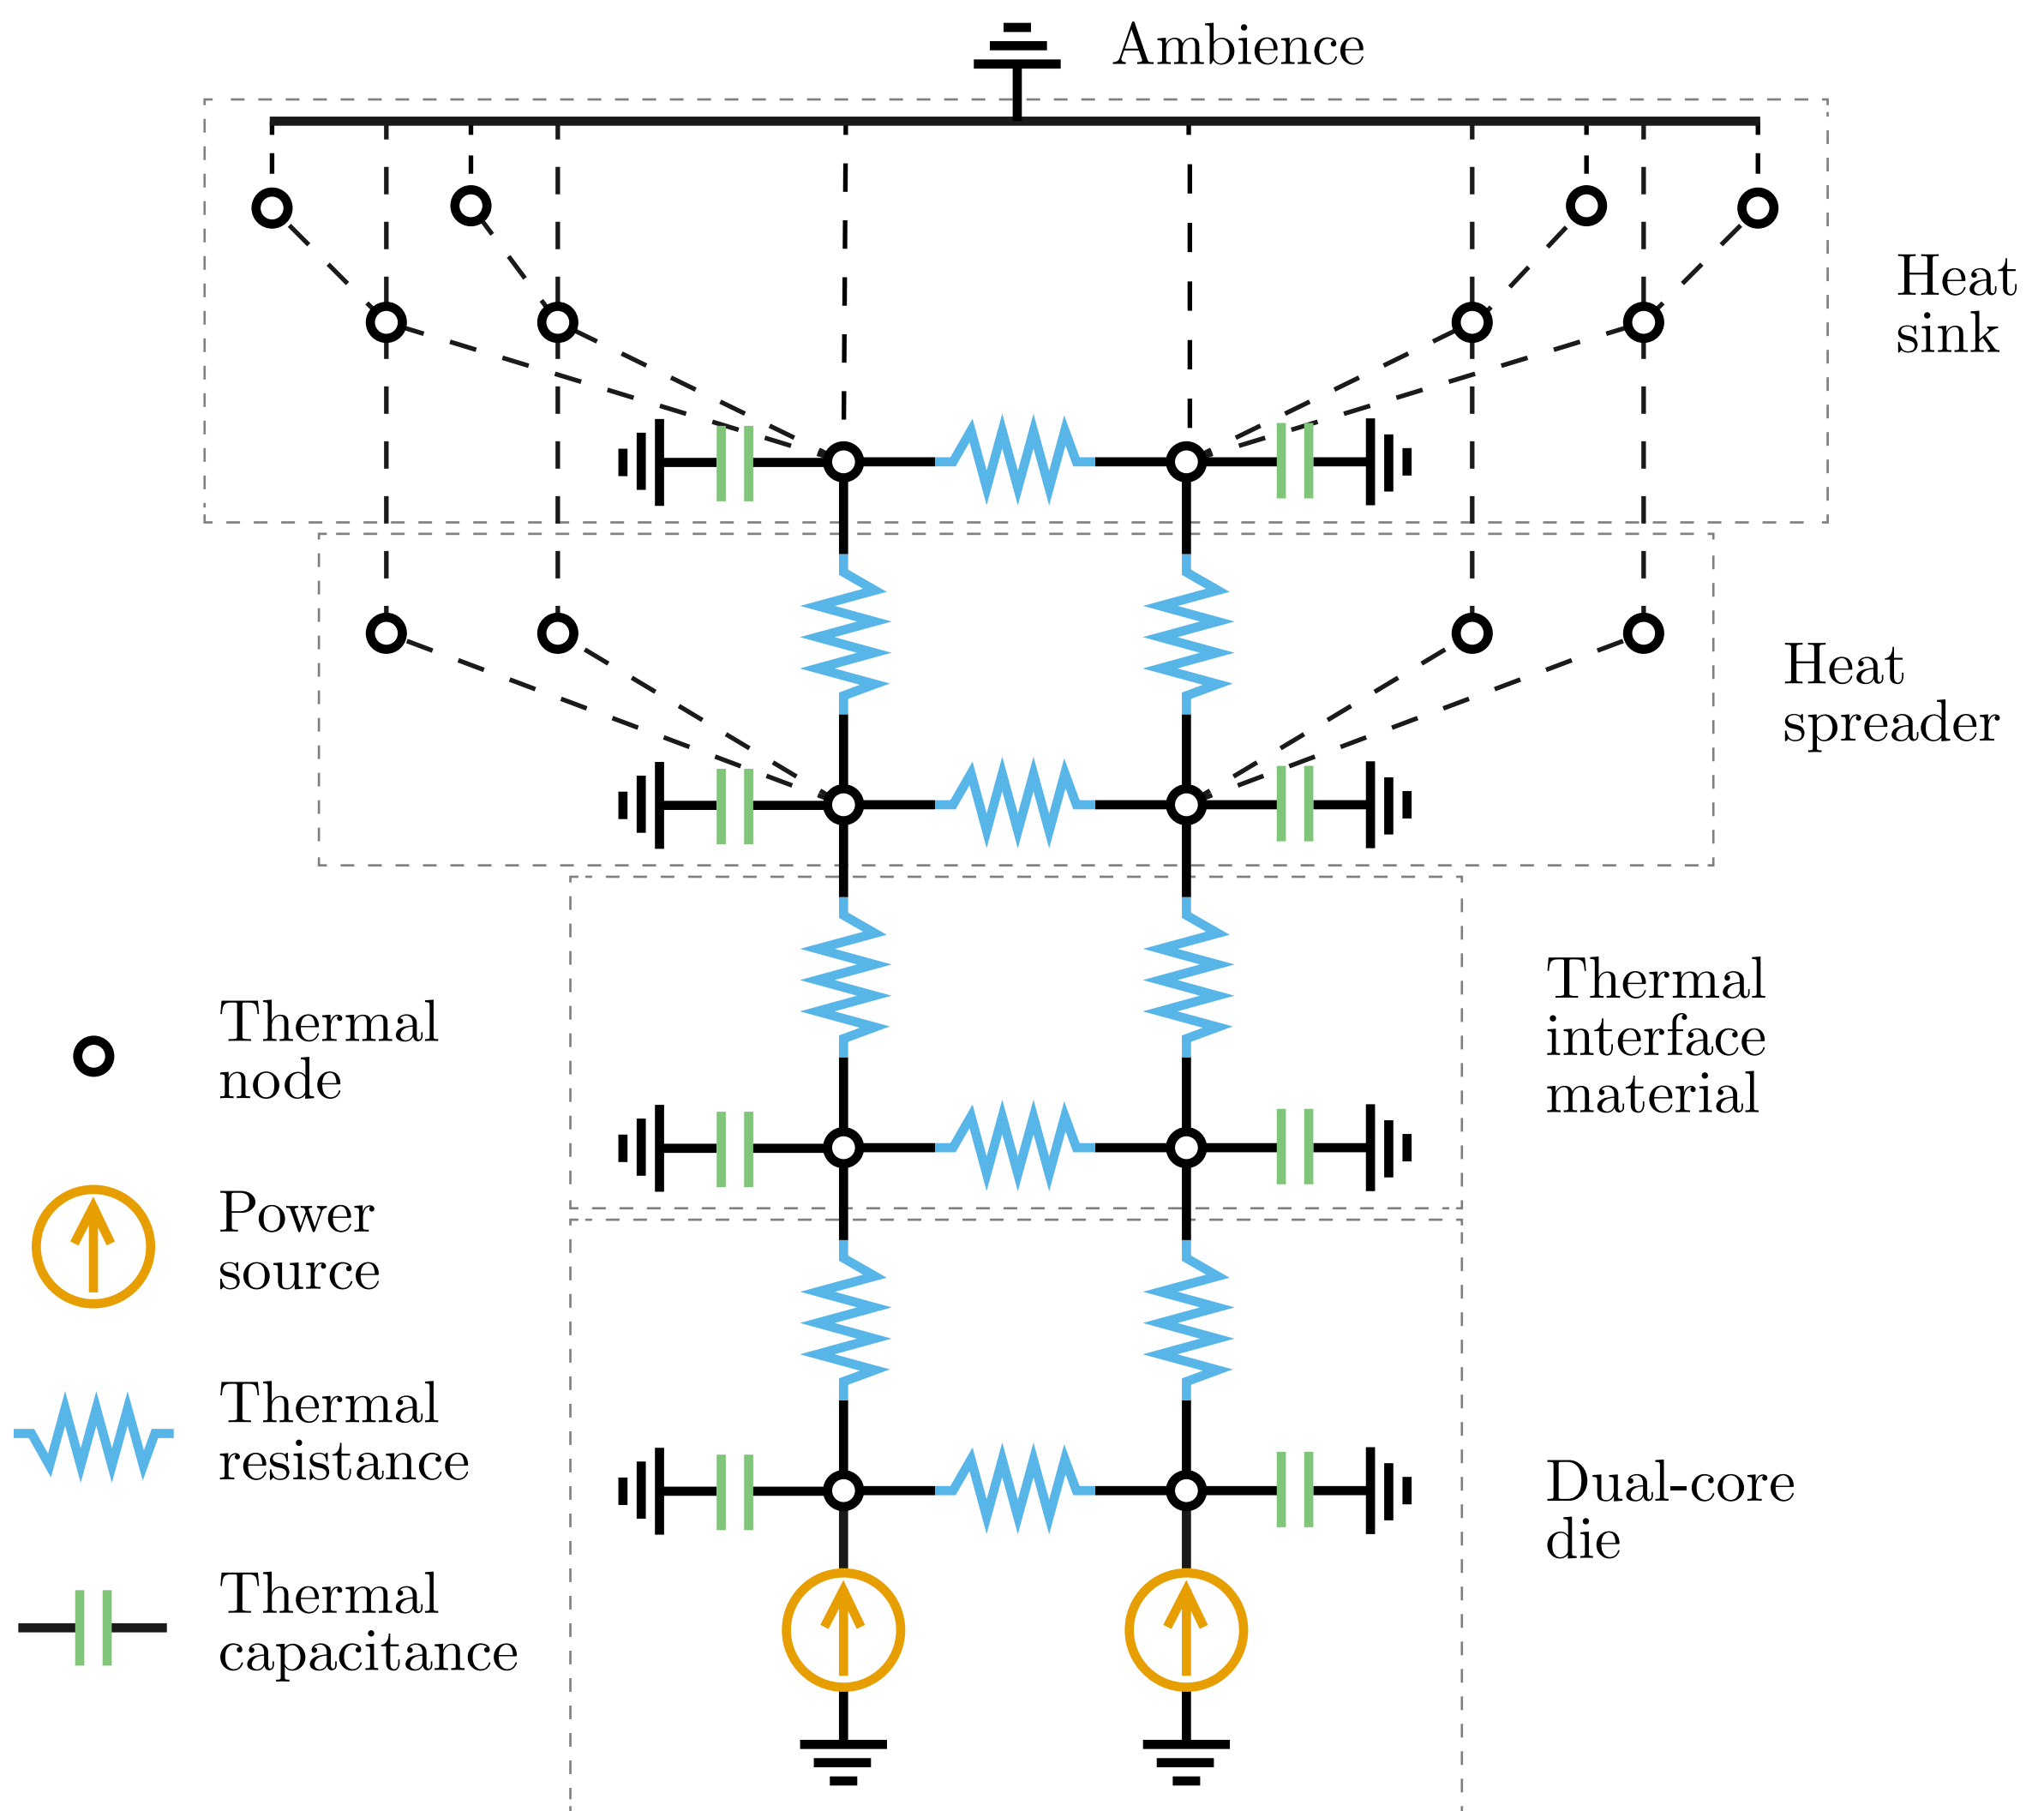 Ambience
Heat
sink
Heat
spreader
Thermal
interface
material
Dual-core
die
Thermal
node
Power
source
Thermal
resistance
Thermal
capacitance